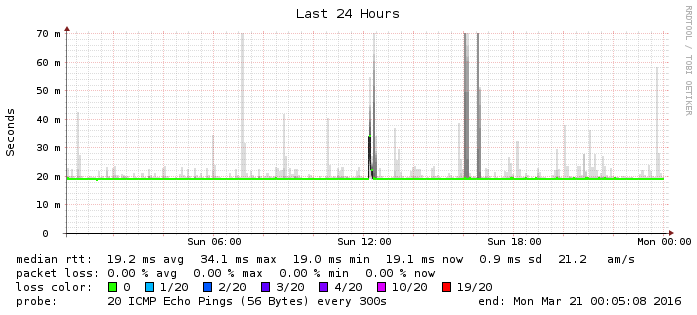 Last 24 Hours
RRDTOOL / TOBI OETIKER
Seconds
70 m
60 m
50 m
40 m
30 m
20 m
10 m
0
Sun 06:00 Sun 12:00 Sun 18:00 Mon 00:00
median rtt: 19.2 ms avg 34.1 ms max 19.0 ms min 19.1 ms now 0.9 ms sd 21.2 am/s
packet loss: 0.00 % avg 0.00 % max 0.00 % min 0.00 % now
loss color: 0 1/20 2/20 3/20 4/20 10/20 19/20
probe: 20 ICMP Echo Pings (56 Bytes) every 300s end: Mon Mar 21 00:05:08 2016